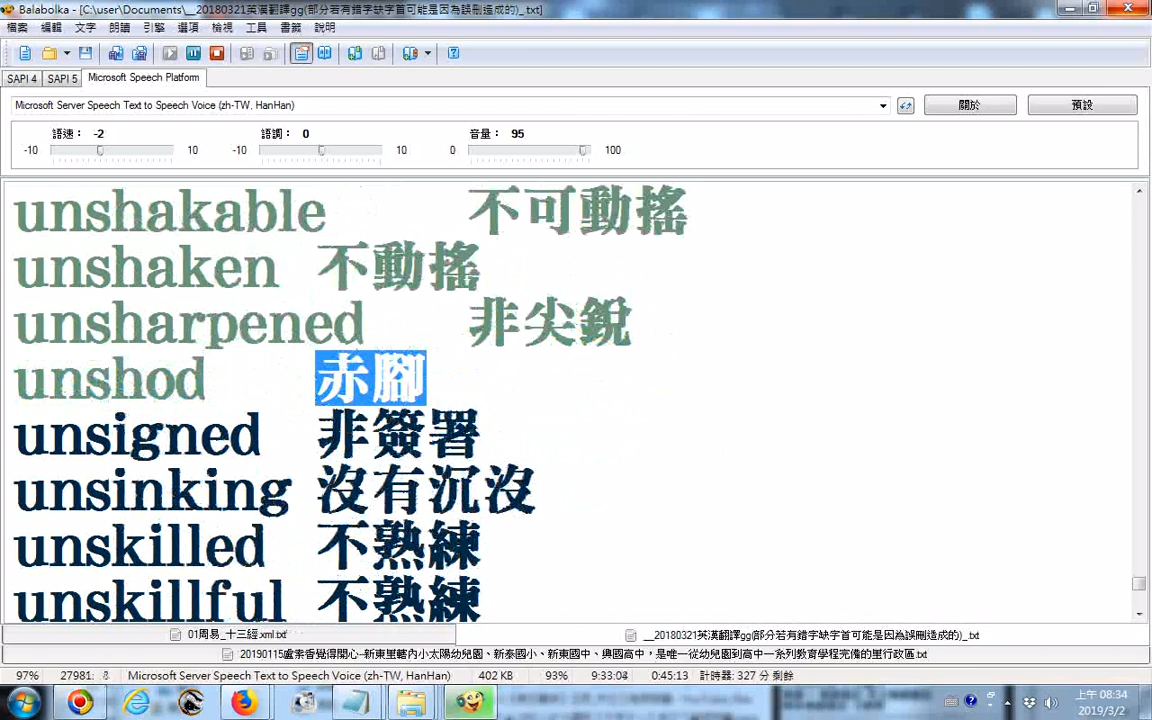 Balabolka - [C:\user\Documents\__20180321英漢翻譯gg(部分若有錯字缺字首可能是因為誤刪造成的)_.txt]
檔案 編輯 文字 朗讀 引擎 選項 檢視 工具 書籤 說明
SAPI 4 SAPI 5 Microsoft Speech Platform
Microsoft Server Speech Text to Speech Voice (zh-TW, HanHan) 關於 預設
語速： -2 語調： 0 音量： 95
-10 10 -10 10 0 100
unshakable 不可動搖
unshaken 不動搖
unsharpened 非尖銳
unshod 赤腳
unsigned 非簽署
unsinking 沒有沉沒
unskilled 不熟練
unskillful 不熟練
01周易_十三經.xml.txt __20180321英漢翻譯gg(部分若有錯字缺字首可能是因為誤刪造成的)_.txt
20190115盧素香覺得開心--新東里轄內小太陽幼兒園、新泰國小、新東國中、興國高中，是唯一從幼兒園到高中一系列教育學程完備的里行政區.txt
97% 27981: 8 Microsoft Server Speech Text to Speech Voice (zh-TW, HanHan) 402 KB 93% 9:33:04 0:45:13 計時器: 327 分 剩餘
上午 08:34
2019/3/2